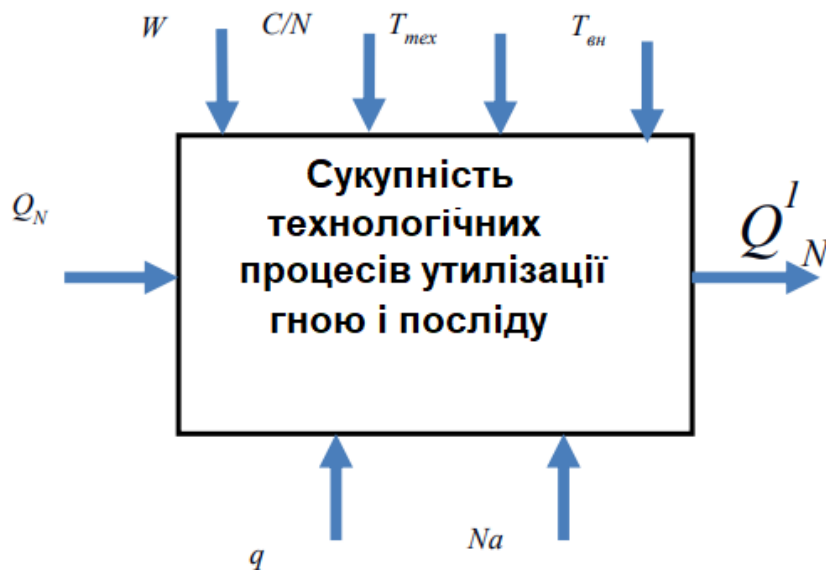 W C/N Tтех Tвн
Сукупність
технологічних
процесів утилізації
гною і посліду
QN
Q1N
q
Na